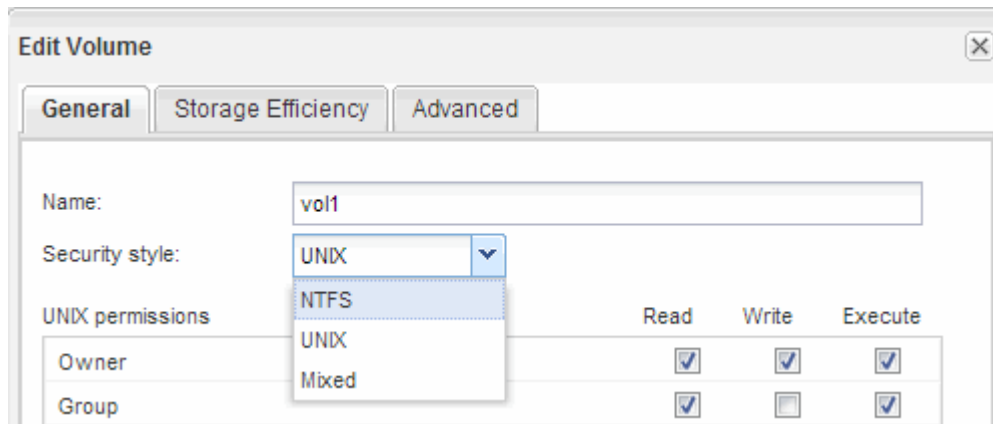 Edit Volume
General Storage Efficiency Advanced
Name: vol1
Security style: UNIX
NTFS
UNIX permissions Read Write Execute
UNIX
Owner
Mixed
Group